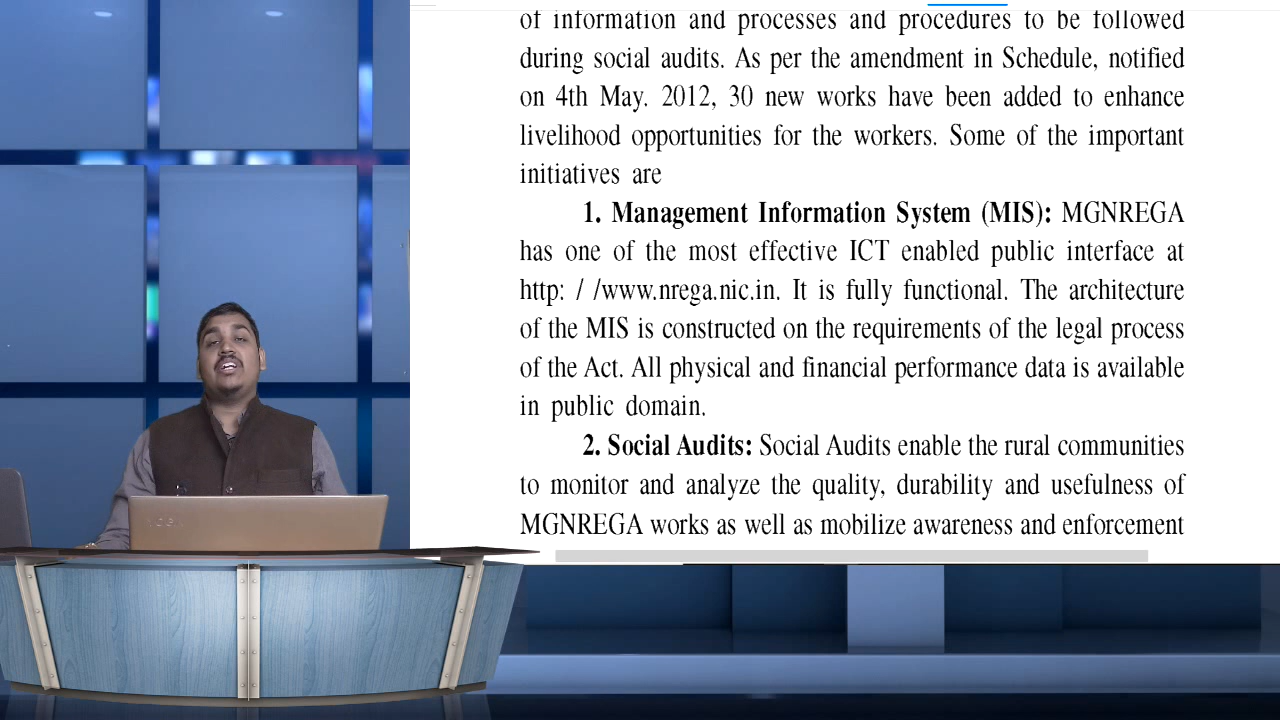 of information and processes and procedures to be followed
during social audits. As per the amendment in Schedule, notified
on 4th May. 2012, 30 new works have been added to enhance
livelihood opportunities for the workers. Some of the important
initiatives are
1. Management Information System (MIS): MGNREGA
has one of the most effective ICT enabled public interface at
http: / /www.nrega.nic.in. It is fully functional. The architecture
of the MIS is constructed on the requirements of the legal process
of the Act. All physical and financial performance data is available
in public domain.
2. Social Audits: Social Audits enable the rural communities
to monitor and analyze the quality, durability and usefulness of
MGNREGA works as well as mobilize awareness and enforcement